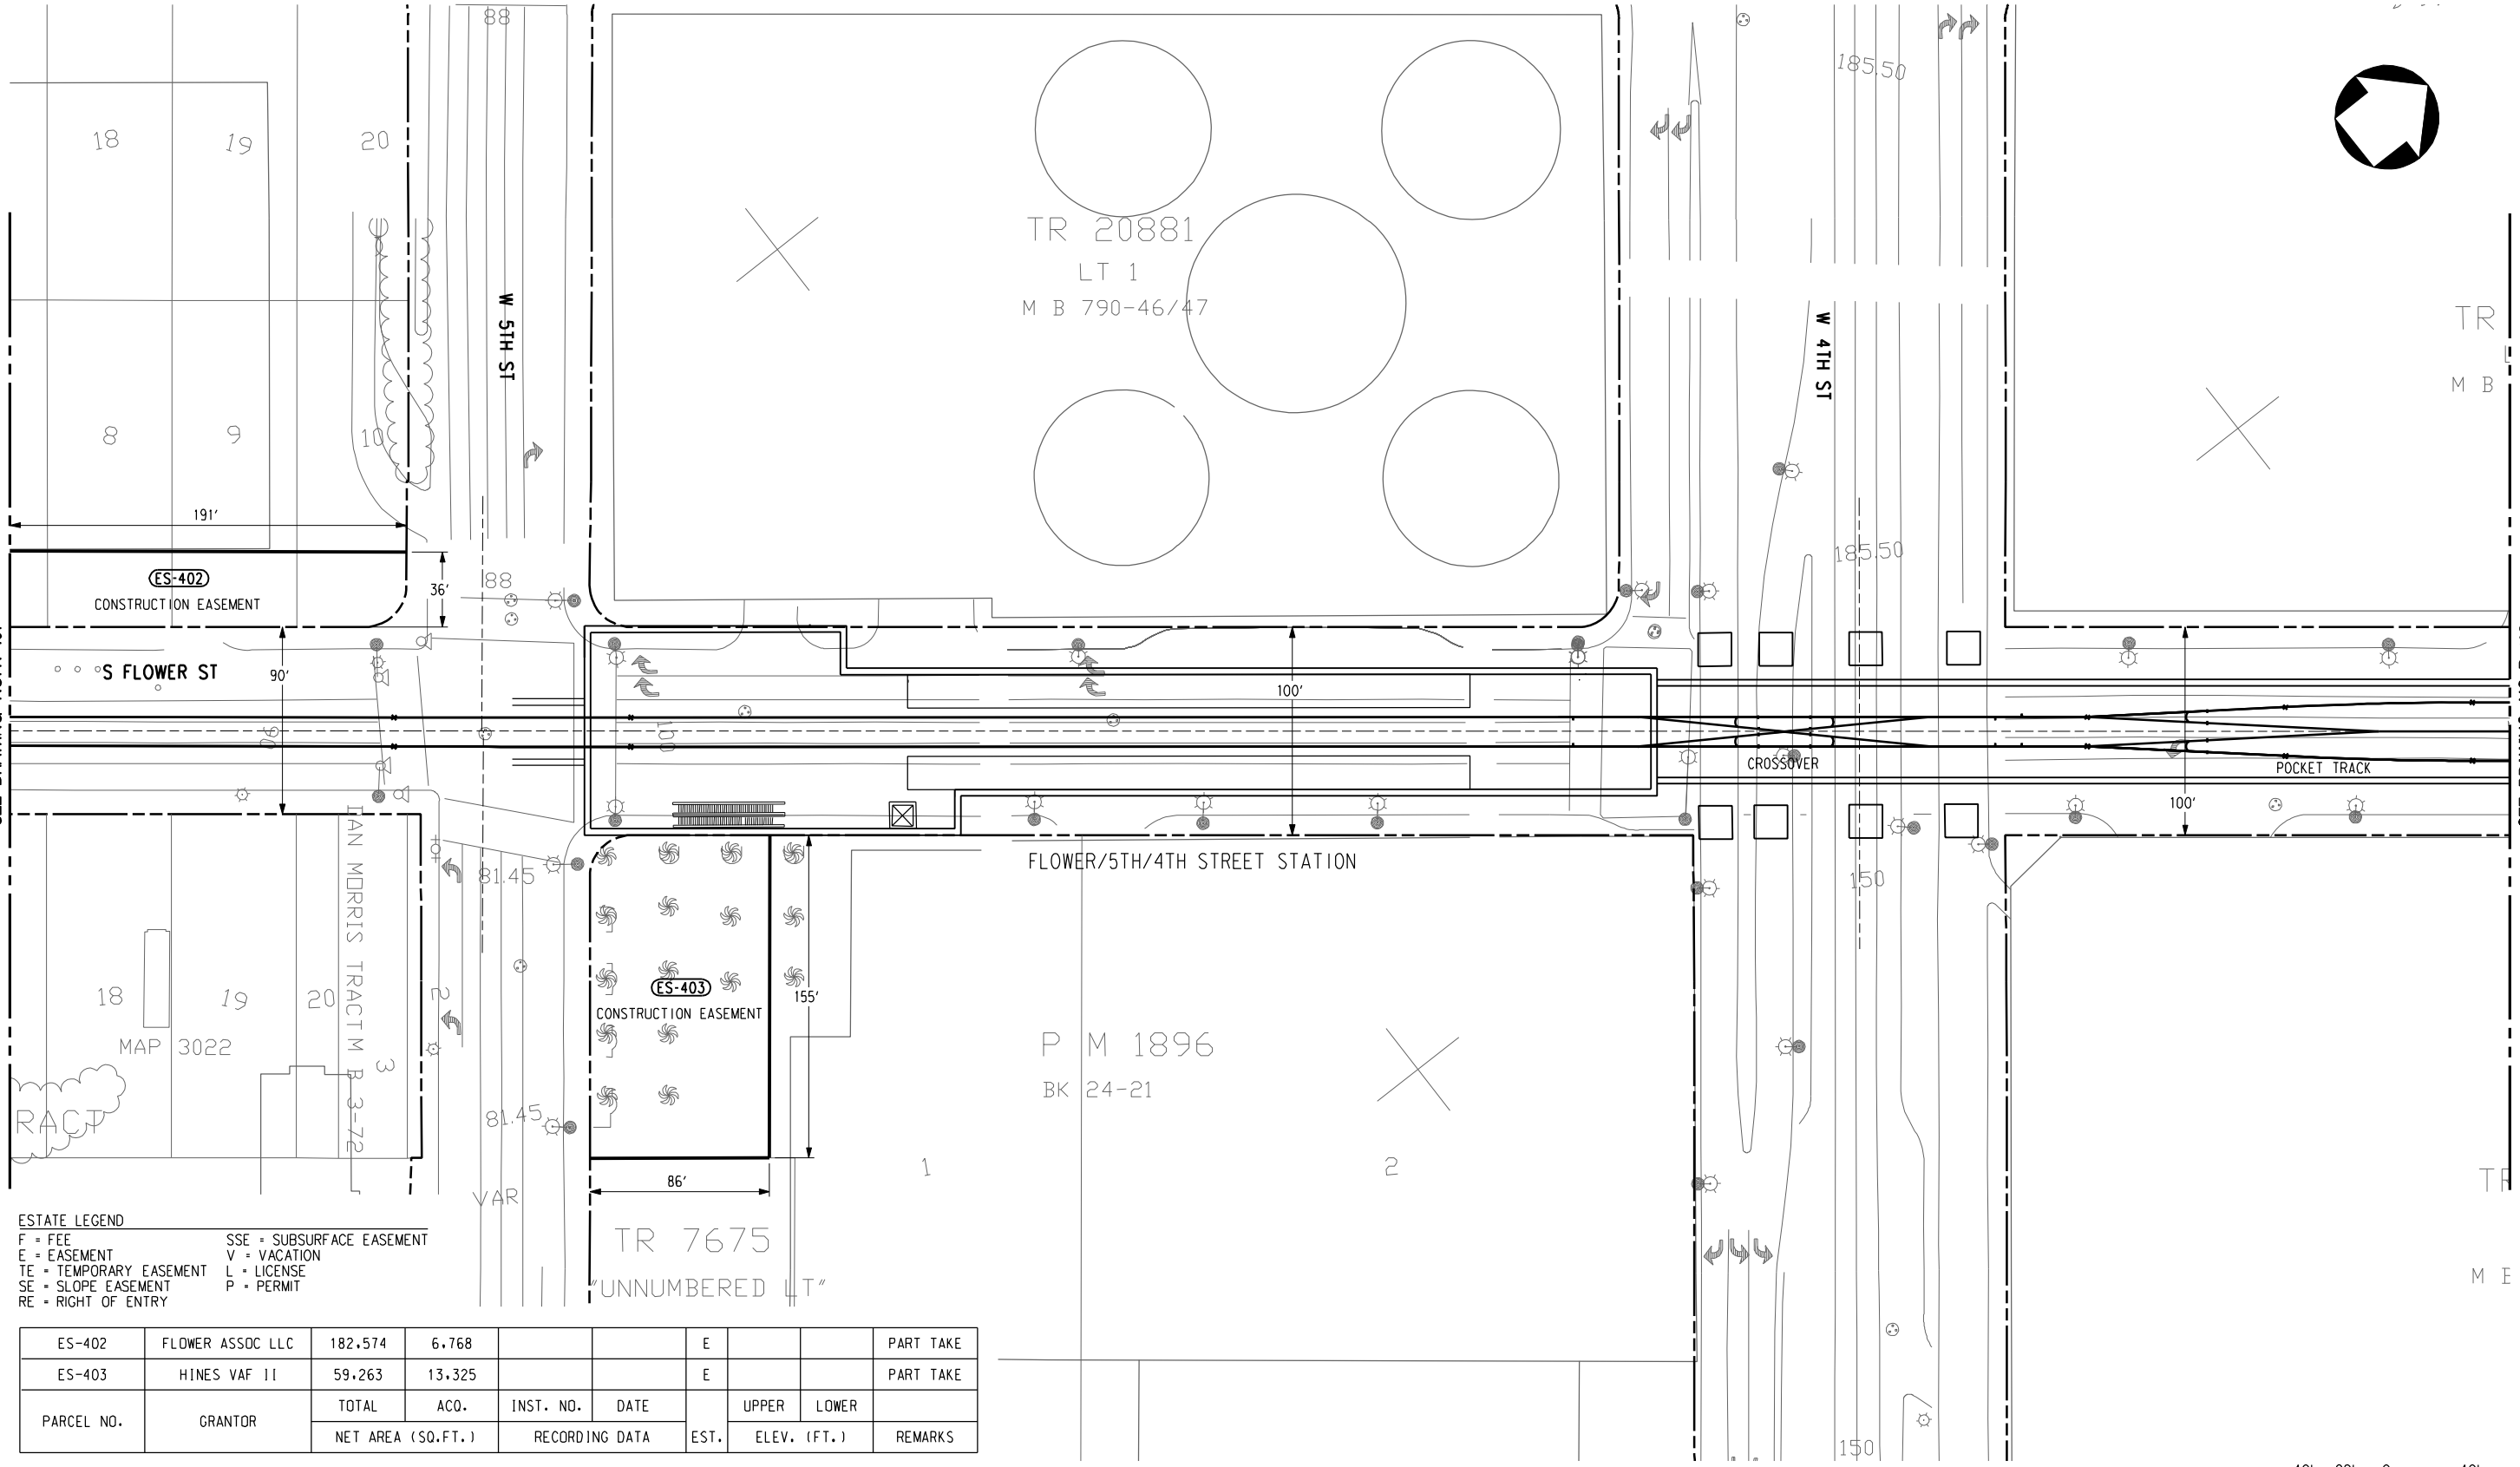 88
185.50
18
19
20
TR 20881
LT 1
M B 790-46/47
W 5TH ST
W 4TH ST
TR
M B
8
9
10
191'
185.50
ES-402
CONSTRUCTION EASEMENT
36'
88
S FLOWER ST
90'
90
100
100'
CROSSOVER
POCKET TRACK
100'
FLOWER/5TH/4TH STREET STATION
81.45
150
DAN MORRIS TRACT M B 3-72
18
19
20
2
3
MAP 3022
RACT
ES-403
CONSTRUCTION EASEMENT
155'
P M 1896
BK 24-21
81.45
1
2
86'
VAR
TR 7675
"UNNUMBERED LT"
TR
M B
150
ESTATE LEGEND
F = FEE
SSE = SUBSURFACE EASEMENT
E = EASEMENT
V = VACATION
TE = TEMPORARY EASEMENT
L = LICENSE
SE = SLOPE EASEMENT
P = PERMIT
RE = RIGHT OF ENTRY
ES-402 FLOWER ASSOC LLC 182,574 6,768 E PART TAKE
ES-403 HINES VAF II 59,263 13,325 E PART TAKE
PARCEL NO. GRANTOR TOTAL ACQ. INST. NO. DATE EST. UPPER LOWER
NET AREA (SQ.FT.) RECORDING DATA ELEV. (FT.) REMARKS